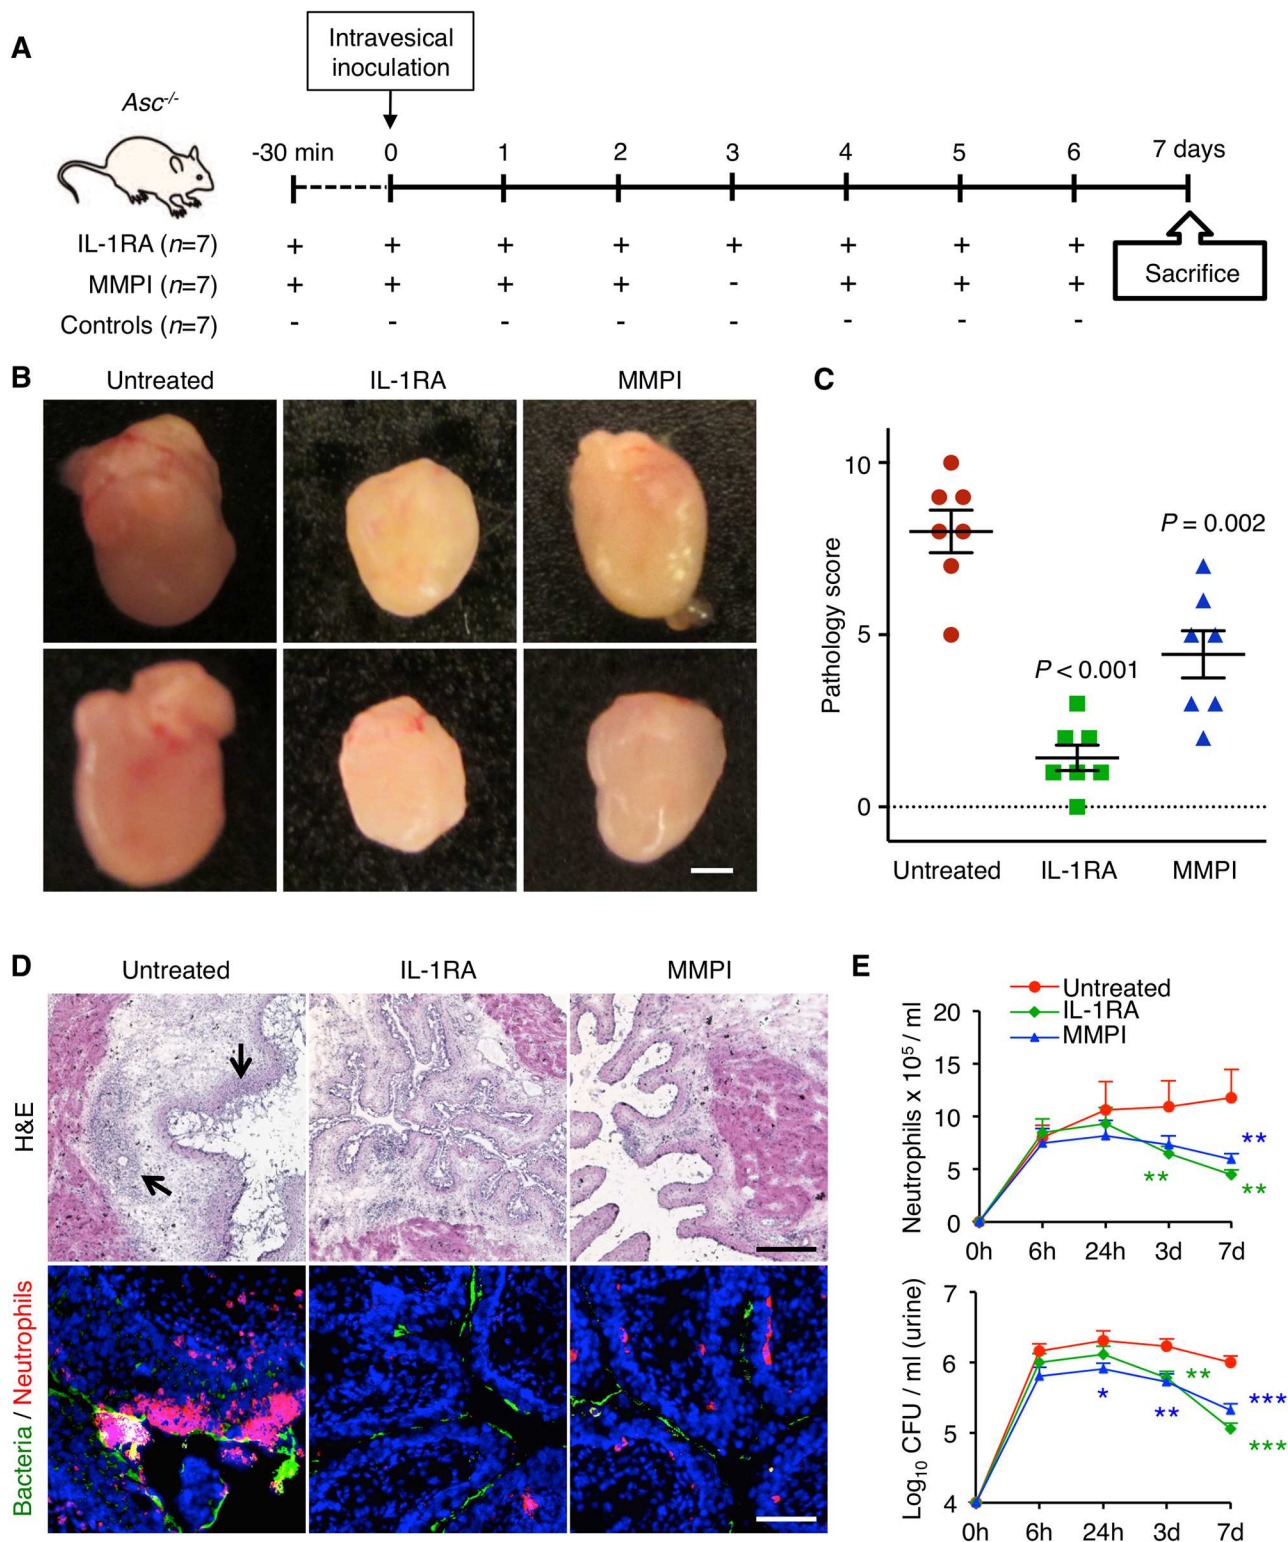 A
Intravesical
inoculation
Asc-/-
-30 min 0 1 2 3 4 5 6 7 days
IL-1RA (n=7) + + + + + + + +
MMPI (n=7) + + + + - + + +
Controls (n=7) - - - - - - - -
Sacrifice
B
Untreated IL-1RA MMPI
C
Pathology score
10
5
0
P < 0.001
P = 0.002
Untreated IL-1RA MMPI
D
Untreated IL-1RA MMPI
H&E
Bacteria / Neutrophils
E
Untreated
IL-1RA
MMPI
Neutrophils x 10⁵ / ml
20
15
10
5
0
**
**
**
0h 6h 24h 3d 7d
Log₁₀ CFU / ml (urine)
7
6
5
4
**
*
**
***
***
0h 6h 24h 3d 7d